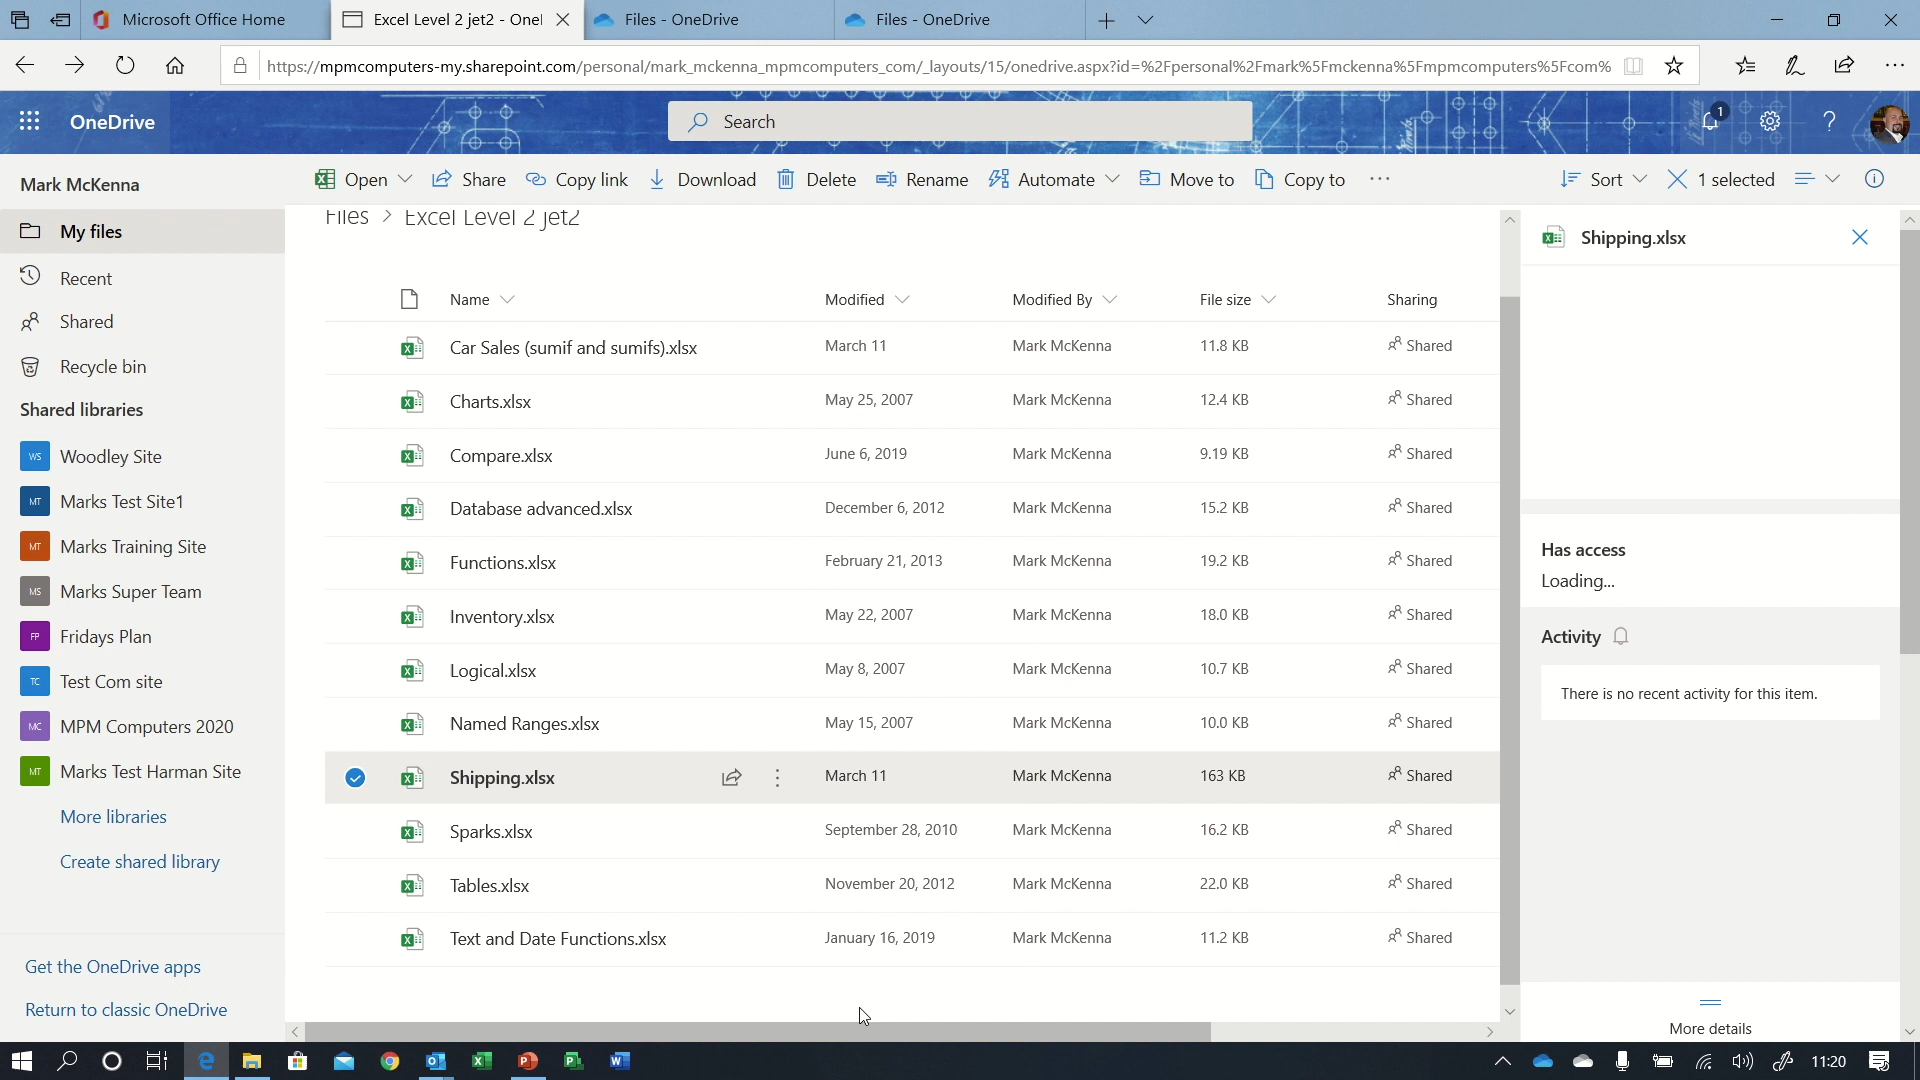 Microsoft Office Home
Excel Level 2 jet2 - Onel
Files - OneDrive
Files - OneDrive
https://mpmcomputers-my.sharepoint.com/personal/mark_mckenna_mpmcomputers_com/_layouts/15/onedrive.aspx?id=%2Fpersonal%2Fmark%5Fmckenna%5Fmpmcomputers%5Fcom%
OneDrive
Search
1
?
Mark McKenna
Open
Share
Copy link
Download
Delete
Rename
Automate
Move to
Copy to
Sort
1 selected
My files
Recent
Shared
Recycle bin
Shared libraries
WS Woodley Site
MT Marks Test Site1
MT Marks Training Site
MS Marks Super Team
FP Fridays Plan
TC Test Com site
MC MPM Computers 2020
MT Marks Test Harman Site
More libraries
Create shared library
Get the OneDrive apps
Return to classic OneDrive
Files > Excel Level 2 jet2
Name Modified Modified By File size Sharing
Car Sales (sumif and sumifs).xlsx March 11 Mark McKenna 11.8 KB Shared
Charts.xlsx May 25, 2007 Mark McKenna 12.4 KB Shared
Compare.xlsx June 6, 2019 Mark McKenna 9.19 KB Shared
Database advanced.xlsx December 6, 2012 Mark McKenna 15.2 KB Shared
Functions.xlsx February 21, 2013 Mark McKenna 19.2 KB Shared
Inventory.xlsx May 22, 2007 Mark McKenna 18.0 KB Shared
Logical.xlsx May 8, 2007 Mark McKenna 10.7 KB Shared
Named Ranges.xlsx May 15, 2007 Mark McKenna 10.0 KB Shared
Shipping.xlsx March 11 Mark McKenna 163 KB Shared
Sparks.xlsx September 28, 2010 Mark McKenna 16.2 KB Shared
Tables.xlsx November 20, 2012 Mark McKenna 22.0 KB Shared
Text and Date Functions.xlsx January 16, 2019 Mark McKenna 11.2 KB Shared
Shipping.xlsx
Has access
Loading...
Activity
There is no recent activity for this item.
More details
11:20